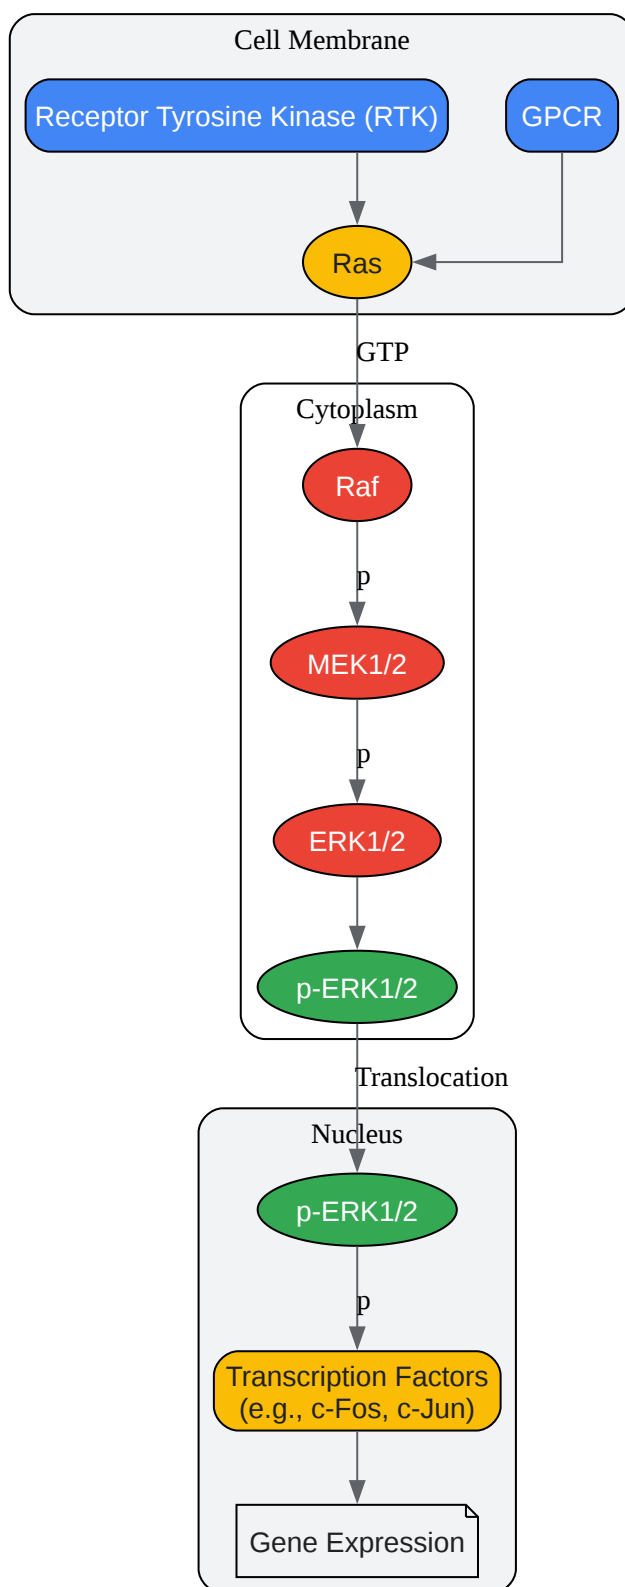 Cell Membrane
Receptor Tyrosine Kinase (RTK)
GPCR
Ras
GTP
Cytoplasm
Raf
p
MEK1/2
p
ERK1/2
p-ERK1/2
Translocation
Nucleus
p-ERK1/2
p
Transcription Factors
(e.g., c-Fos, c-Jun)
Gene Expression